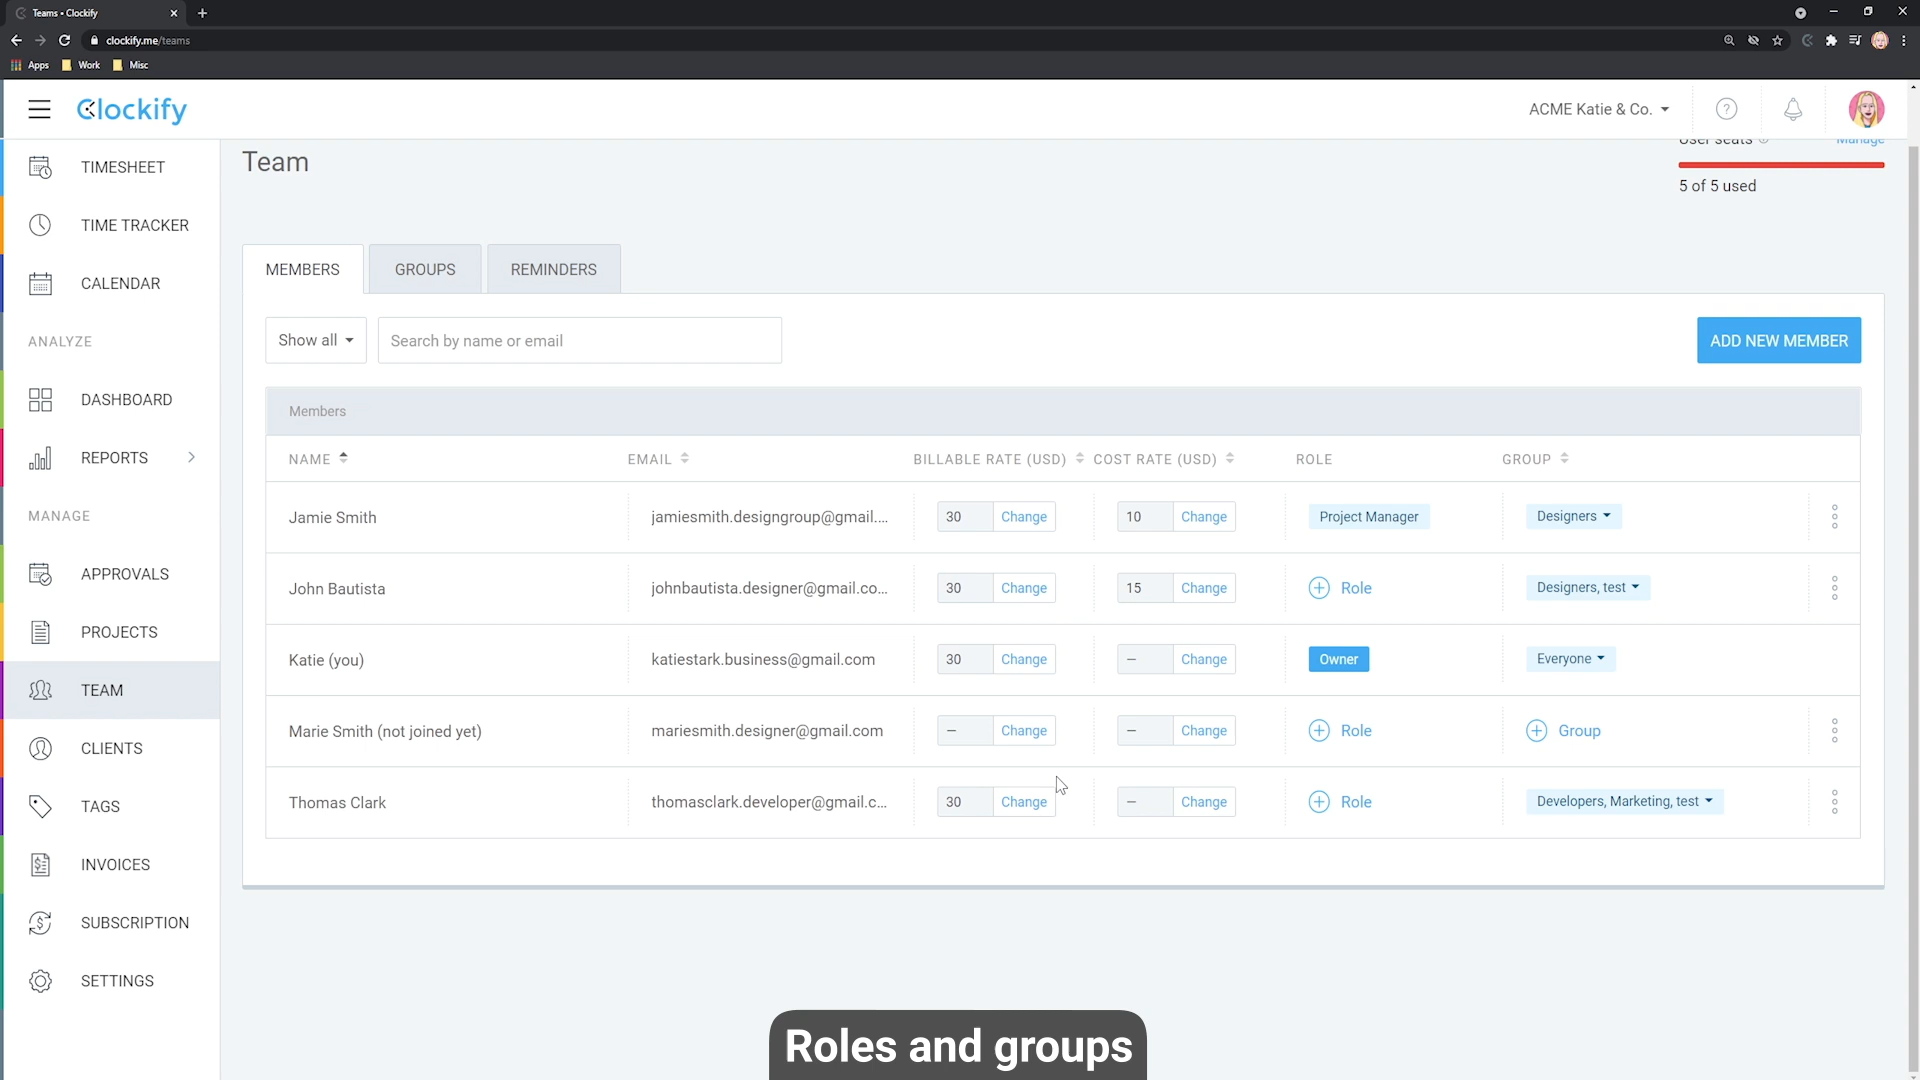 Teams - Clockify
clockify.me/teams
Apps Work Misc
Clockify
ACME Katie & Co.
TIMESHEET
TIME TRACKER
CALENDAR
ANALYZE
DASHBOARD
REPORTS
MANAGE
APPROVALS
PROJECTS
TEAM
CLIENTS
TAGS
INVOICES
SUBSCRIPTION
SETTINGS
Team
User seats Manage
5 of 5 used
MEMBERS GROUPS REMINDERS
Show all Search by name or email ADD NEW MEMBER
Members
NAME EMAIL BILLABLE RATE (USD) COST RATE (USD) ROLE GROUP
Jamie Smith jamiesmith.designgroup@gmail.... 30 Change 10 Change Project Manager Designers
John Bautista johnbautista.designer@gmail.co... 30 Change 15 Change Role Designers, test
Katie (you) katiestark.business@gmail.com 30 Change – Change Owner Everyone
Marie Smith (not joined yet) mariesmith.designer@gmail.com – Change – Change Role Group
Thomas Clark thomasclark.developer@gmail.c... 30 Change – Change Role Developers, Marketing, test
Roles and groups